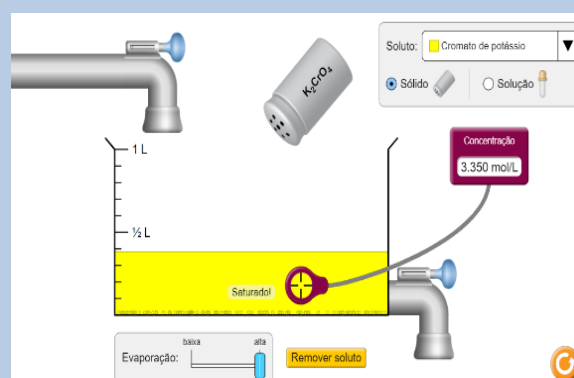 Soluto: Cromato de potássio
Sólido Solução
K₂CrO₄
Concentração
3.350 mol/L
1 L
½ L
Saturado!
Evaporação: baixa alta
Remover soluto